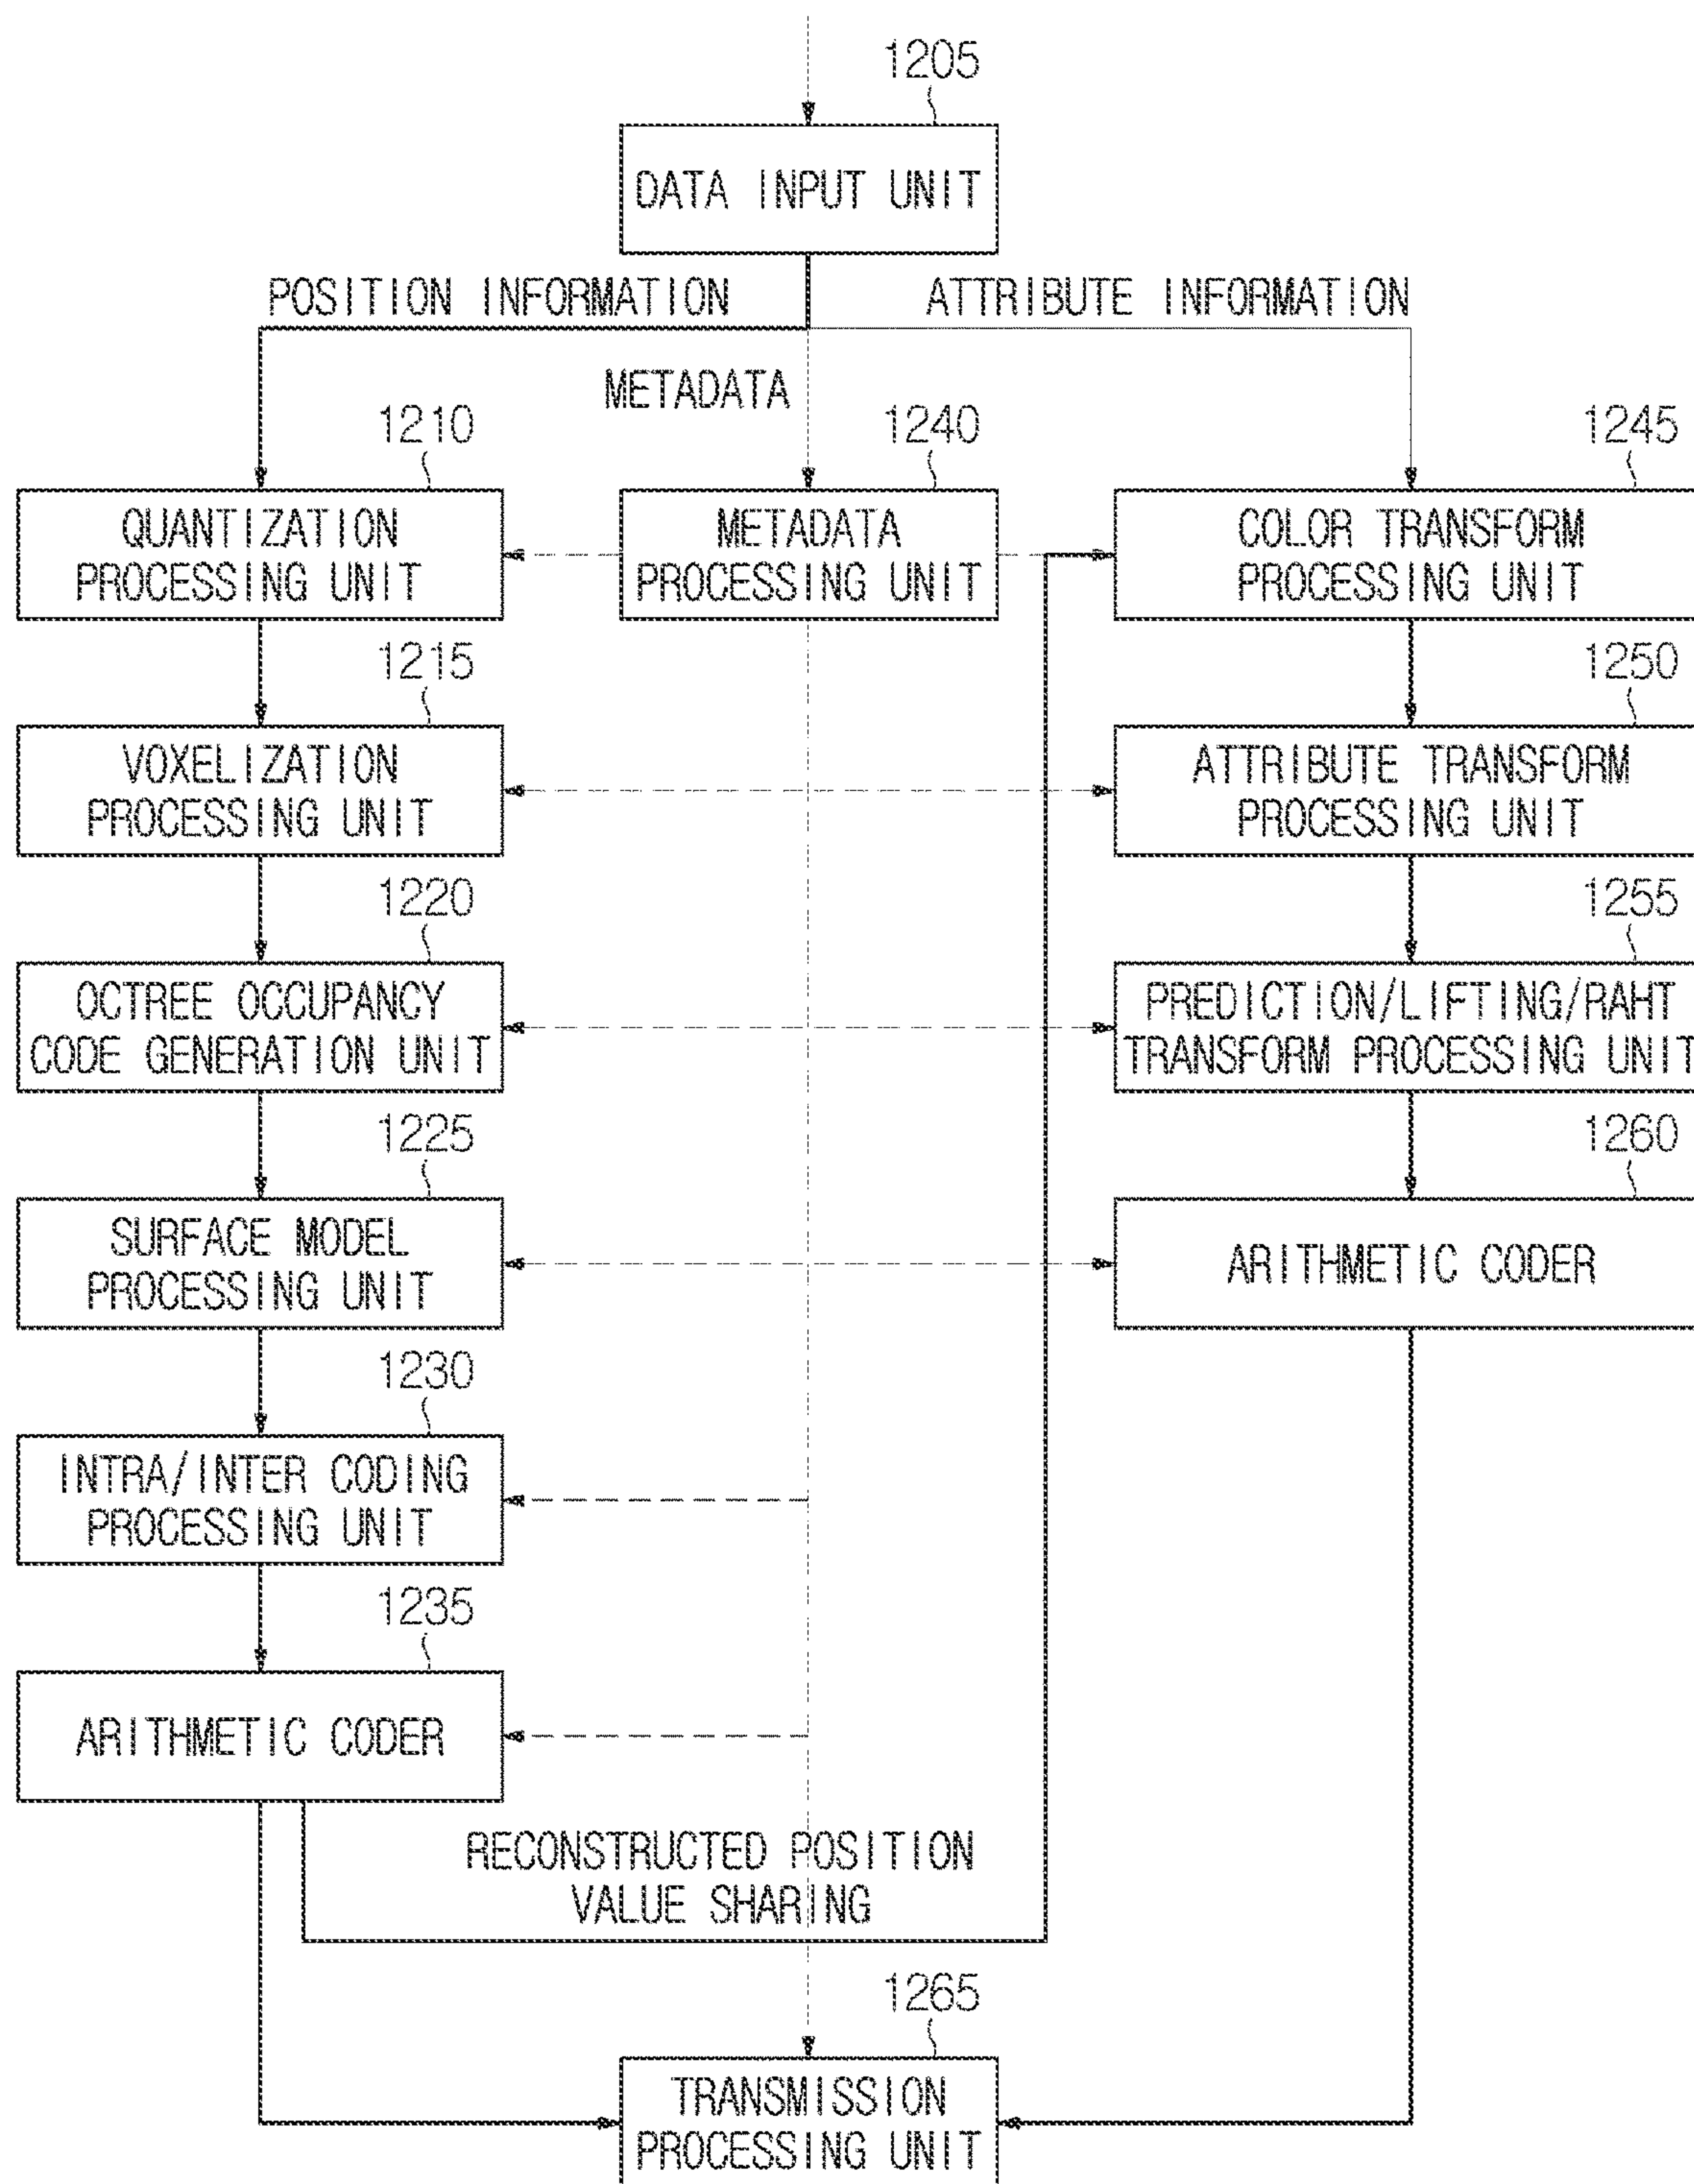 1205
DATA INPUT UNIT
POSITION INFORMATION
ATTRIBUTE INFORMATION
METADATA
1210
QUANTIZATION
PROCESSING UNIT
1240
METADATA
PROCESSING UNIT
1245
COLOR TRANSFORM
PROCESSING UNIT
1215
VOXELIZATION
PROCESSING UNIT
1250
ATTRIBUTE TRANSFORM
PROCESSING UNIT
1220
OCTREE OCCUPANCY
CODE GENERATION UNIT
1255
PREDICTION/LIFTING/RAHT
TRANSFORM PROCESSING UNIT
1225
SURFACE MODEL
PROCESSING UNIT
1260
ARITHMETIC CODER
1230
INTRA/INTER CODING
PROCESSING UNIT
1235
ARITHMETIC CODER
RECONSTRUCTED POSITION
VALUE SHARING
1265
TRANSMISSION
PROCESSING UNIT